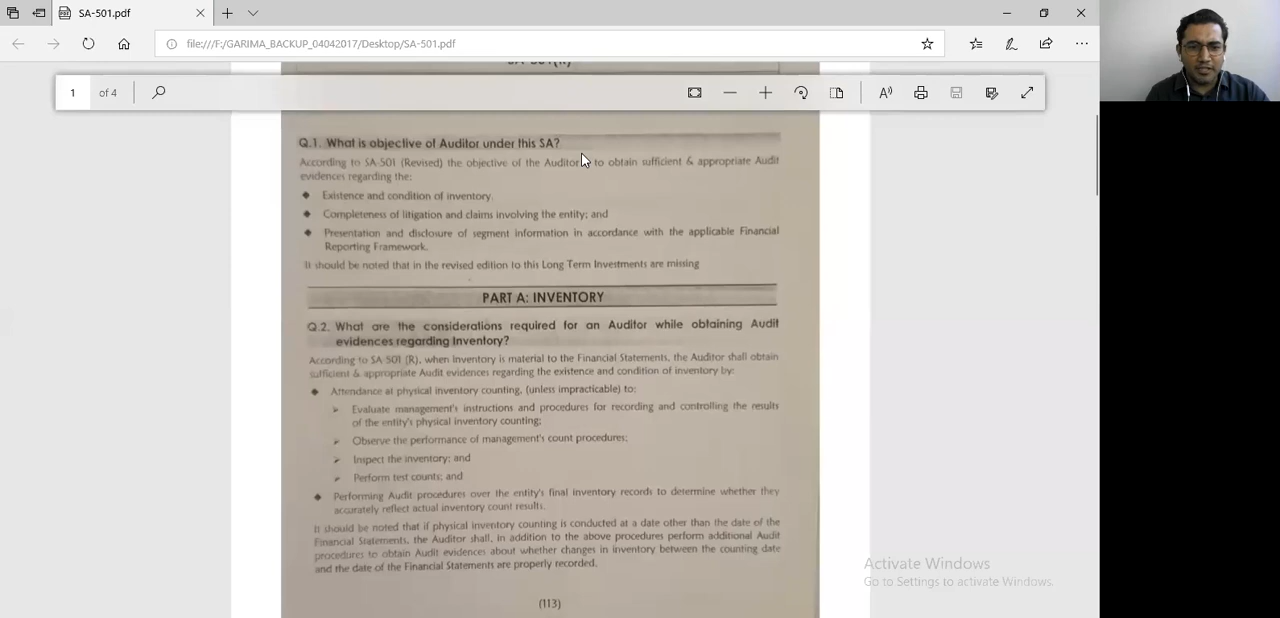 SA-501.pdf
file:///F:/GARIMA_BACKUP_04042017/Desktop/SA-501.pdf
1 of 4
Q.1. What is objective of Auditor under this SA?
According to SA-501 (Revised) the objective of the Auditor to obtain sufficient & appropriate Audit
evidences regarding the:
Existence and condition of inventory.
Completeness of litigation and claims involving the entity; and
Presentation and disclosure of segment information in accordance with the applicable Financial
Reporting Framework.
It should be noted that in the revised edition to this Long Term Investments are missing
PART A: INVENTORY
Q.2. What are the considerations required for an Auditor while obtaining Audit
evidences regarding Inventory?
According to SA 501 (R), when Inventory is material to the Financial Statements, the Auditor shall obtain
sufficient & appropriate Audit evidences regarding the existence and condition of inventory by:
Attendance at physical inventory counting, (unless impracticable) to:
Evaluate management's instructions and procedures for recording and controlling the results
of the entity's physical inventory counting;
Observe the performance of management's count procedures;
Inspect the inventory; and
Perform test counts; and
Performing Audit procedures over the entity's final inventory records to determine whether they
accurately reflect actual inventory count results.
It should be noted that if physical inventory counting is conducted at a date other than the date of the
Financial Statements, the Auditor shall, in addition to the above procedures perform additional Audit
procedures to obtain Audit evidences about whether changes in inventory between the counting date
and the date of the Financial Statements are properly recorded.
(113)
Activate Windows
Go to Settings to activate Windows.